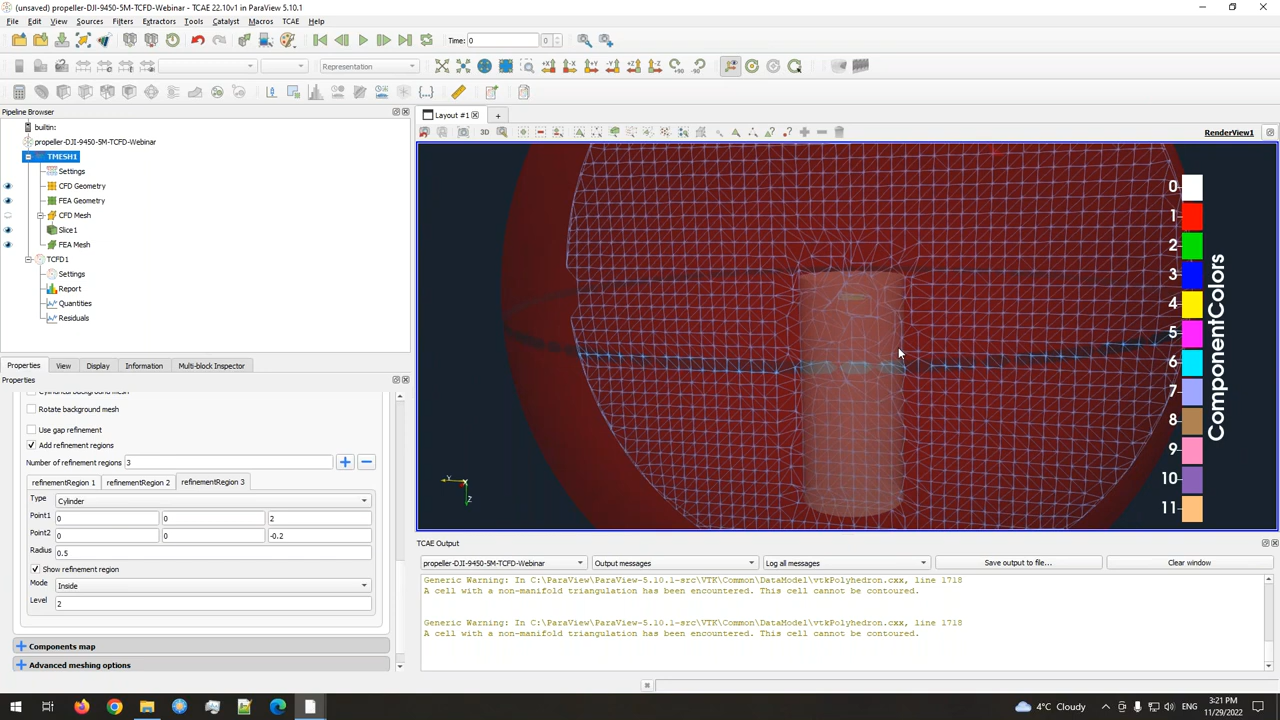 (unsaved) propeller-DJI-9450-5M-TCFD-Webinar - TCAE 22.10v1 in ParaView 5.10.1
File Edit View Sources Filters Extractors Tools Catalyst Macros TCAE Help
Time: 0 0
Representation
+X -X +Y -Y +Z -Z +90 -90
Pipeline Browser
Layout #1
+
builtin:
3D
RenderView1
propeller-DJI-9450-5M-TCFD-Webinar
TMESH1
Settings
CFD Geometry
FEA Geometry
CFD Mesh
Slice1
FEA Mesh
TCFD1
Settings
Report
Quantities
Residuals
0
1
2
3
4
5
6
7
8
9
10
11
ComponentColors
Y
X
Z
Properties View Display Information Multi-block Inspector
Properties
Rotate background mesh
Use gap refinement
Add refinement regions
Number of refinement regions 3
refinementRegion 1 refinementRegion 2 refinementRegion 3
Type Cylinder
Point1 0 0 2
Point2 0 0 -0.2
Radius 0.5
Show refinement region
Mode Inside
Level 2
Components map
Advanced meshing options
TCAE Output
propeller-DJI-9450-5M-TCFD-Webinar Output messages Log all messages Save output to file... Clear window
Generic Warning: In C:\ParaView\ParaView-5.10.1-src\VTK\Common\DataModel\vtkPolyhedron.cxx, line 1718
A cell with a non-manifold triangulation has been encountered. This cell cannot be contoured.
Generic Warning: In C:\ParaView\ParaView-5.10.1-src\VTK\Common\DataModel\vtkPolyhedron.cxx, line 1718
A cell with a non-manifold triangulation has been encountered. This cell cannot be contoured.
4°C Cloudy
ENG
3:21 PM
11/29/2022